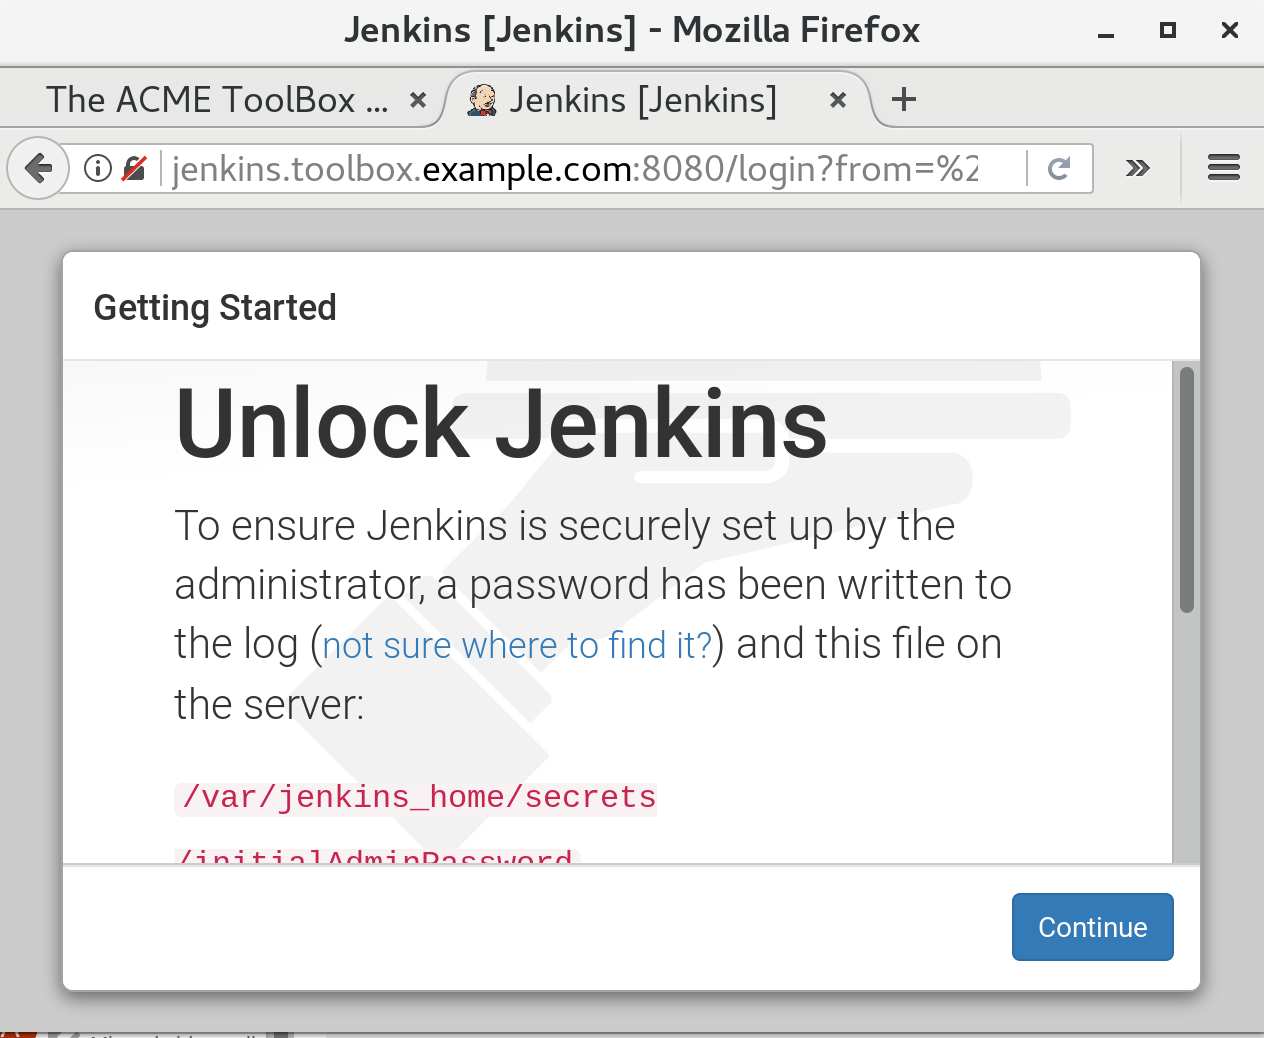 Jenkins [Jenkins] - Mozilla Firefox
The ACME ToolBox ...
Jenkins [Jenkins]
jenkins.toolbox.example.com:8080/login?from=%2
Getting Started
Unlock Jenkins
To ensure Jenkins is securely set up by the
administrator, a password has been written to
the log (not sure where to find it?) and this file on
the server:
/var/jenkins_home/secrets
/initialAdminPassword
Continue